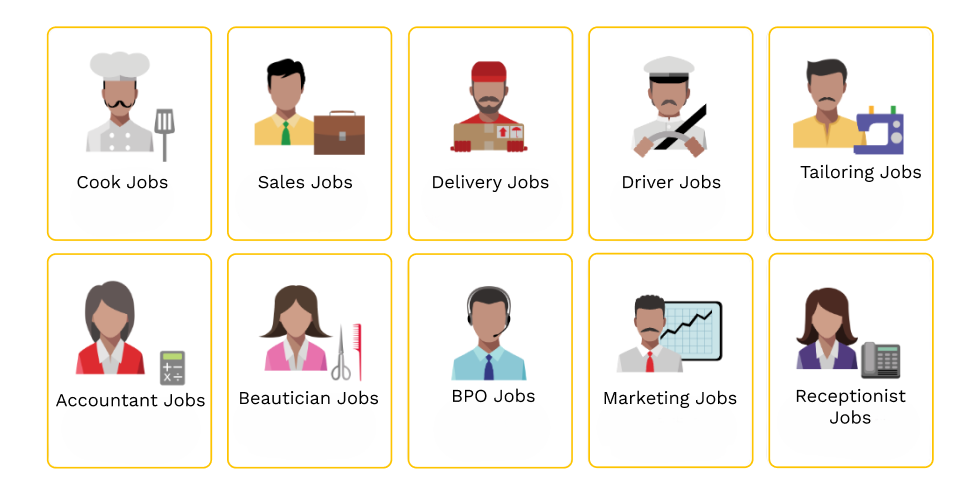 Cook Jobs
Sales Jobs
Delivery Jobs
Driver Jobs
Tailoring Jobs
Accountant Jobs
Beautician Jobs
BPO Jobs
Marketing Jobs
Receptionist
Jobs